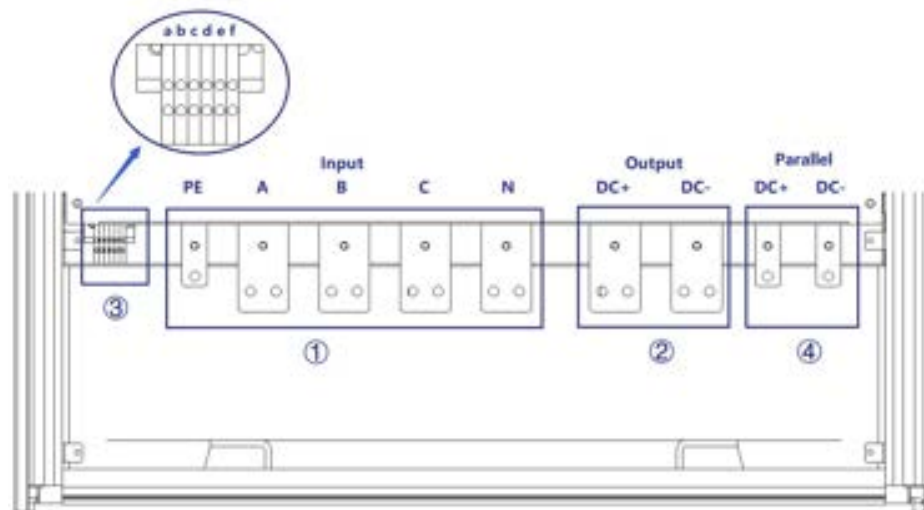 a b c d e f
Input Output Parallel
PE A B C N DC+ DC- DC+ DC-
③
① ② ④